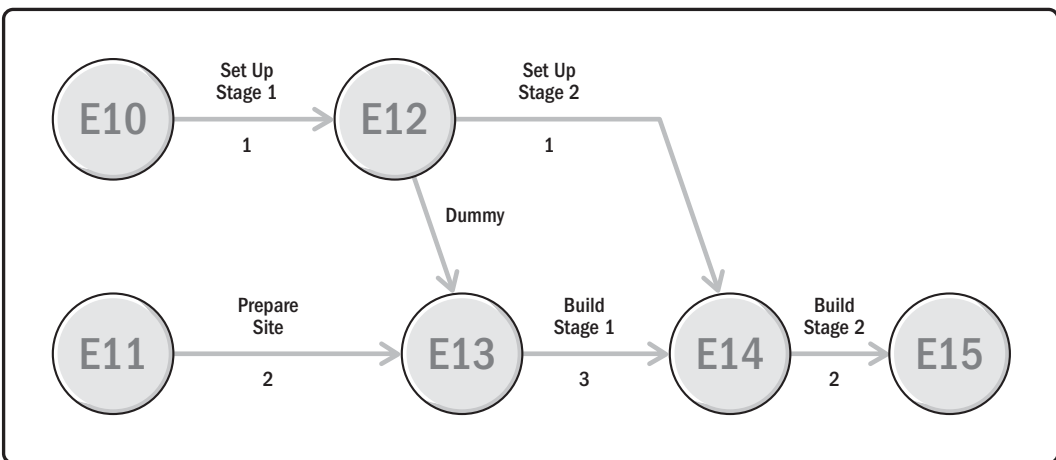 Set Up
Stage 1
Set Up
Stage 2
E10
E12
1
1
Dummy
Prepare
Site
Build
Stage 1
Build
Stage 2
E11
E13
E14
E15
2
3
2